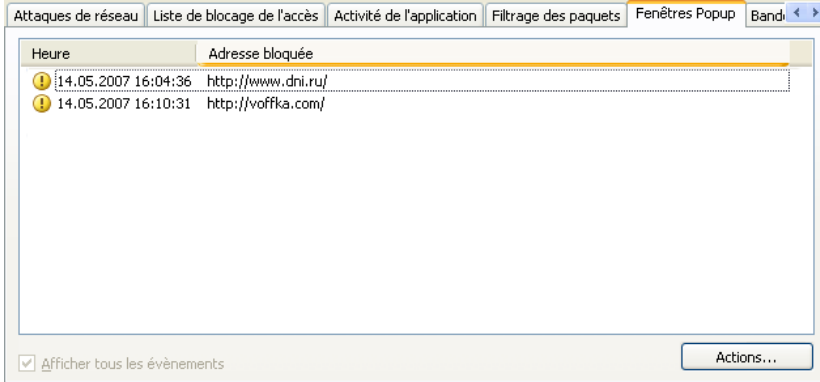 Attaques de réseau Liste de blocage de l'accès Activité de l'application Filtrage des paquets Fenêtres Popup
Heure Adresse bloquée
14.05.2007 16:04:36 http://www.dni.ru/
14.05.2007 16:10:31 http://voffka.com/
Afficher tous les évènements Actions...